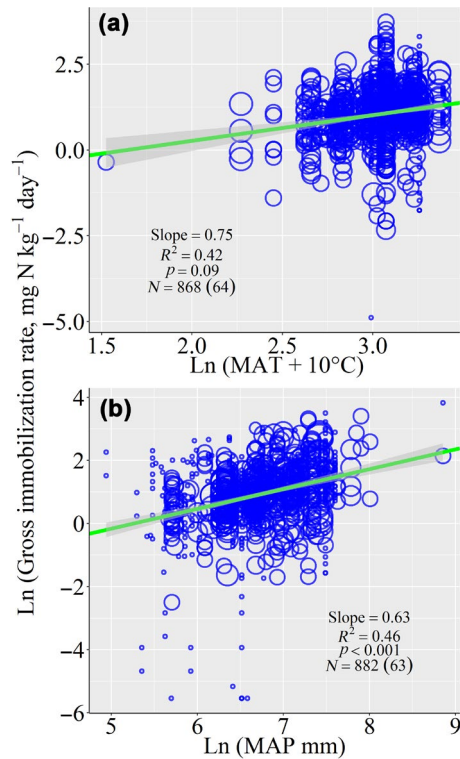 Ln (Gross immobilization rate, mg N kg⁻¹ day⁻¹)
(a)
2.5
0.0
−2.5
−5.0
Slope = 0.75
R² = 0.42
p = 0.09
N = 868 (64)
1.5 2.0 2.5 3.0
Ln (MAT + 10°C)
(b)
4
2
0
−2
−4
−6
Slope = 0.63
R² = 0.46
p < 0.001
N = 882 (63)
5 6 7 8 9
Ln (MAP mm)